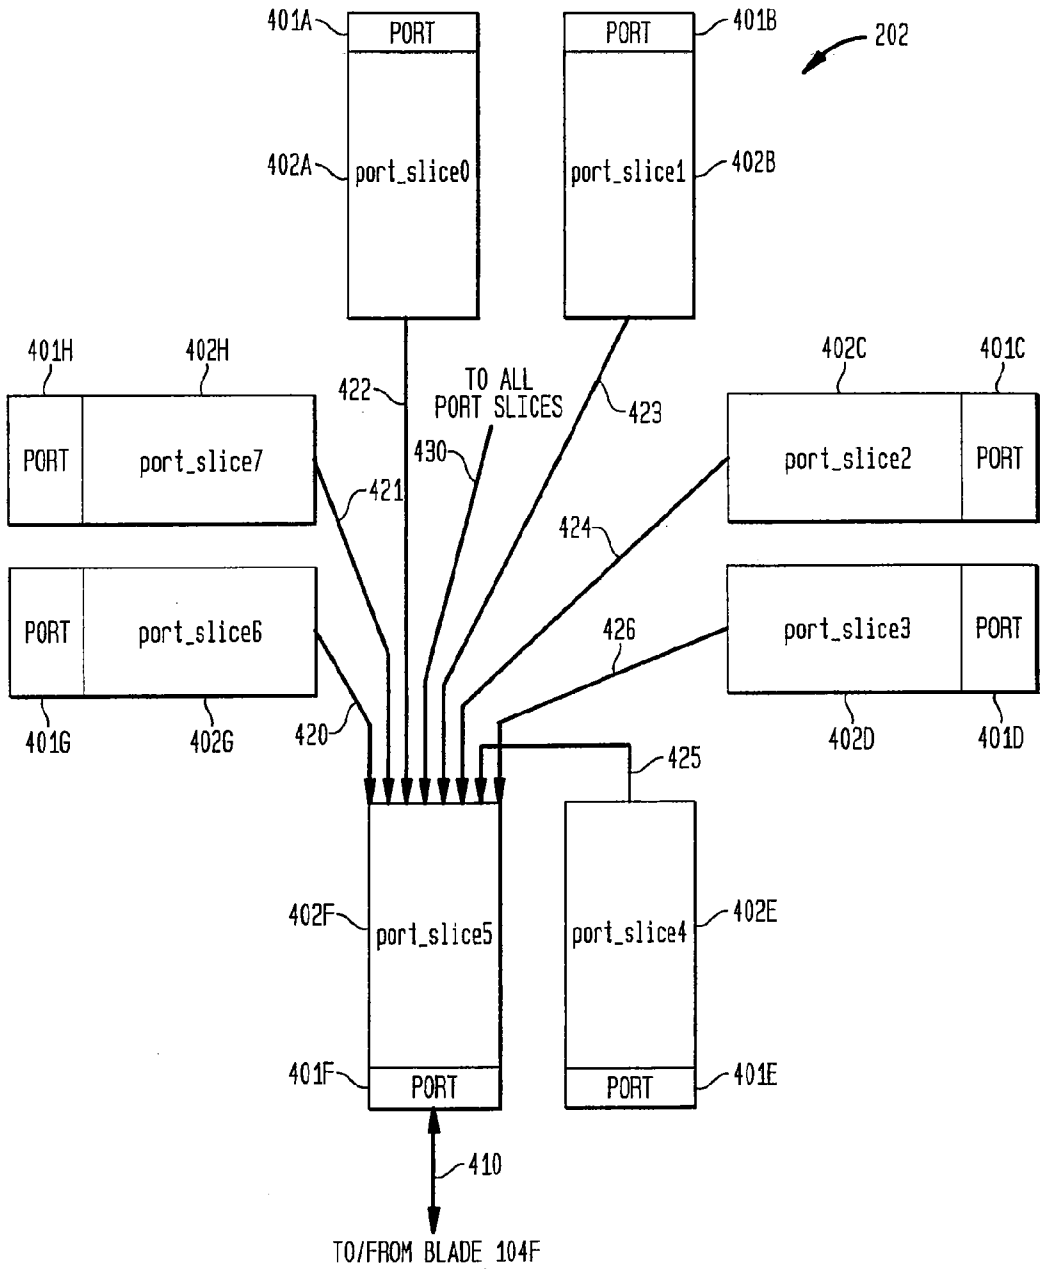 401A
PORT
PORT
401B
202
402A
port_slice0
port_slice1
402B
401H
402H
422
TO ALL
PORT SLICES
423
402C
401C
PORT
port_slice7
421
430
424
port_slice2
PORT
PORT
port_slice6
426
port_slice3
PORT
401G
402G
420
425
402D
401D
402F
port_slice5
port_slice4
402E
401F
PORT
PORT
401E
410
TO/FROM BLADE 104F